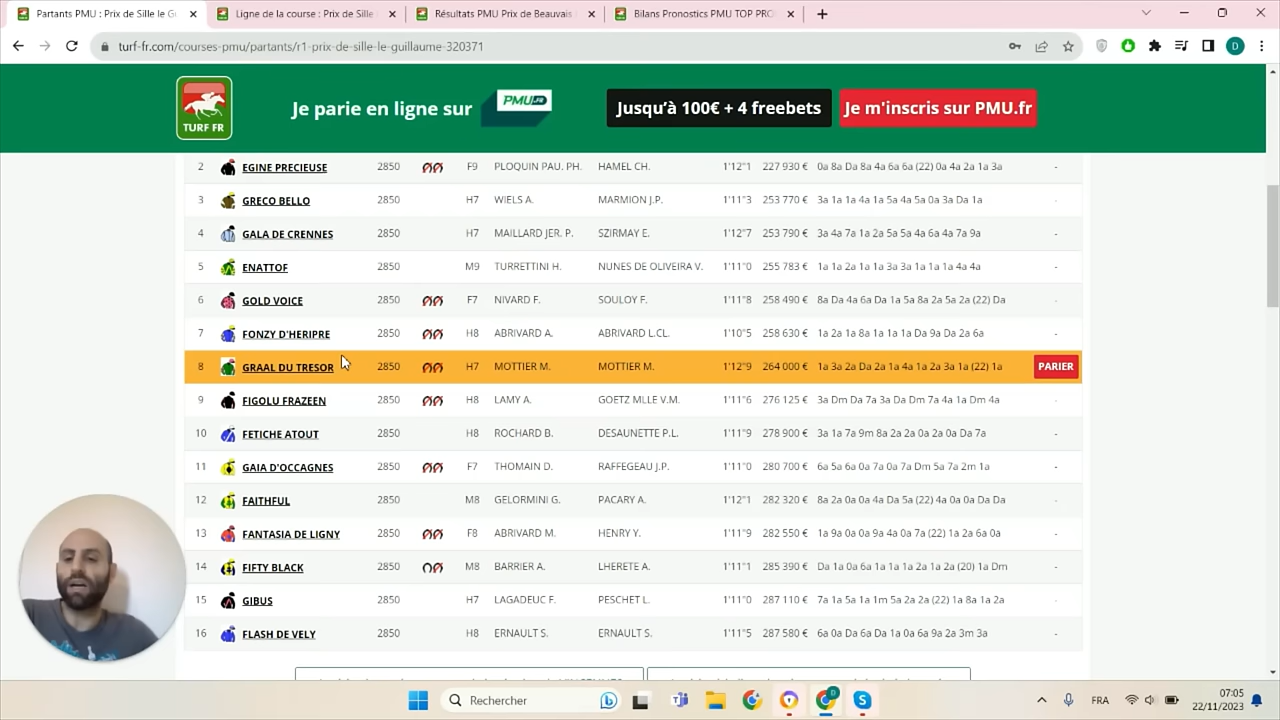 Partants PMU : Prix de Sille le Gu
Ligne de la course : Prix de Sille
Résultats PMU Prix de Beauvais
Bilans Pronostics PMU TOP PRO
turf-fr.com/courses-pmu/partants/r1-prix-de-sille-le-guillaume-320371
D
TURF FR
Je parie en ligne sur
PMU.fr
Jusqu'à 100€ + 4 freebets
Je m'inscris sur PMU.fr
2 EGINE PRECIEUSE 2850 F9 PLOQUIN PAU. PH. HAMEL CH. 1'12"1 227 930 € 0a 8a Da 8a 4a 6a 6a (22) 0a 4a 2a 1a 3a -
3 GRECO BELLO 2850 H7 WIELS A. MARMION J.P. 1'11"3 253 770 € 3a 1a 1a 4a 1a 5a 4a 5a 0a 3a Da 1a -
4 GALA DE CRENNES 2850 H7 MAILLARD JER. P. SZIRMAY E. 1'12"7 253 790 € 3a 4a 7a 1a 2a 5a 5a 4a 6a 4a 7a 9a -
5 ENATTOF 2850 M9 TURRETTINI H. NUNES DE OLIVEIRA V. 1'11"0 255 783 € 1a 1a 2a 1a 1a 3a 3a 1a 1a 1a 4a 4a -
6 GOLD VOICE 2850 F7 NIVARD F. SOULOY F. 1'11"8 258 490 € 8a Da 4a 6a Da 1a 5a 8a 2a 5a 2a (22) Da -
7 FONZY D'HERIPRE 2850 H8 ABRIVARD A. ABRIVARD L.CL. 1'10"5 258 630 € 1a 2a 1a 8a 1a 1a 1a Da 9a Da 2a 6a -
8 GRAAL DU TRESOR 2850 H7 MOTTIER M. MOTTIER M. 1'12"9 264 000 € 1a 3a 2a Da 2a 1a 4a 1a 2a 3a 1a (22) 1a PARIER
9 FIGOLU FRAZEEN 2850 H8 LAMY A. GOETZ MLLE V.M. 1'11"6 276 125 € 3a Dm Da 7a 3a Da Dm 7a 4a 1a Dm 4a -
10 FETICHE ATOUT 2850 H8 ROCHARD B. DESAUNETTE P.L. 1'11"9 278 900 € 3a 1a 7a 9m 8a 2a 2a 0a 2a 0a Da 7a -
11 GAIA D'OCCAGNES 2850 F7 THOMAIN D. RAFFEGEAU J.P. 1'11"0 280 700 € 6a 5a 6a 0a 7a 0a 7a Dm 5a 7a 2m 1a -
12 FAITHFUL 2850 M8 GELORMINI G. PACARY A. 1'12"1 282 320 € 8a 2a 0a 0a 4a Da 5a (22) 4a 0a 0a Da Da -
13 FANTASIA DE LIGNY 2850 F8 ABRIVARD M. HENRY Y. 1'11"9 282 550 € 1a 9a 0a 0a 9a 4a 0a 7a (22) 1a 2a 6a 0a -
14 FIFTY BLACK 2850 M8 BARRIER A. LHERETE A. 1'11"1 285 390 € Da 1a 0a 6a 1a 1a 1a 2a 1a 2a (20) 1a Dm -
15 GIBUS 2850 H7 LAGADEUC F. PESCHET L. 1'11"0 287 110 € 7a 1a 5a 1a 1m 5a 2a 2a (22) 1a 8a 1a 2a -
16 FLASH DE VELY 2850 H8 ERNAULT S. ERNAULT S. 1'11"5 287 580 € 6a 0a Da 6a Da 1a 0a 6a 9a 2a 3m 3a -
Rechercher
FRA
07:05
22/11/2023